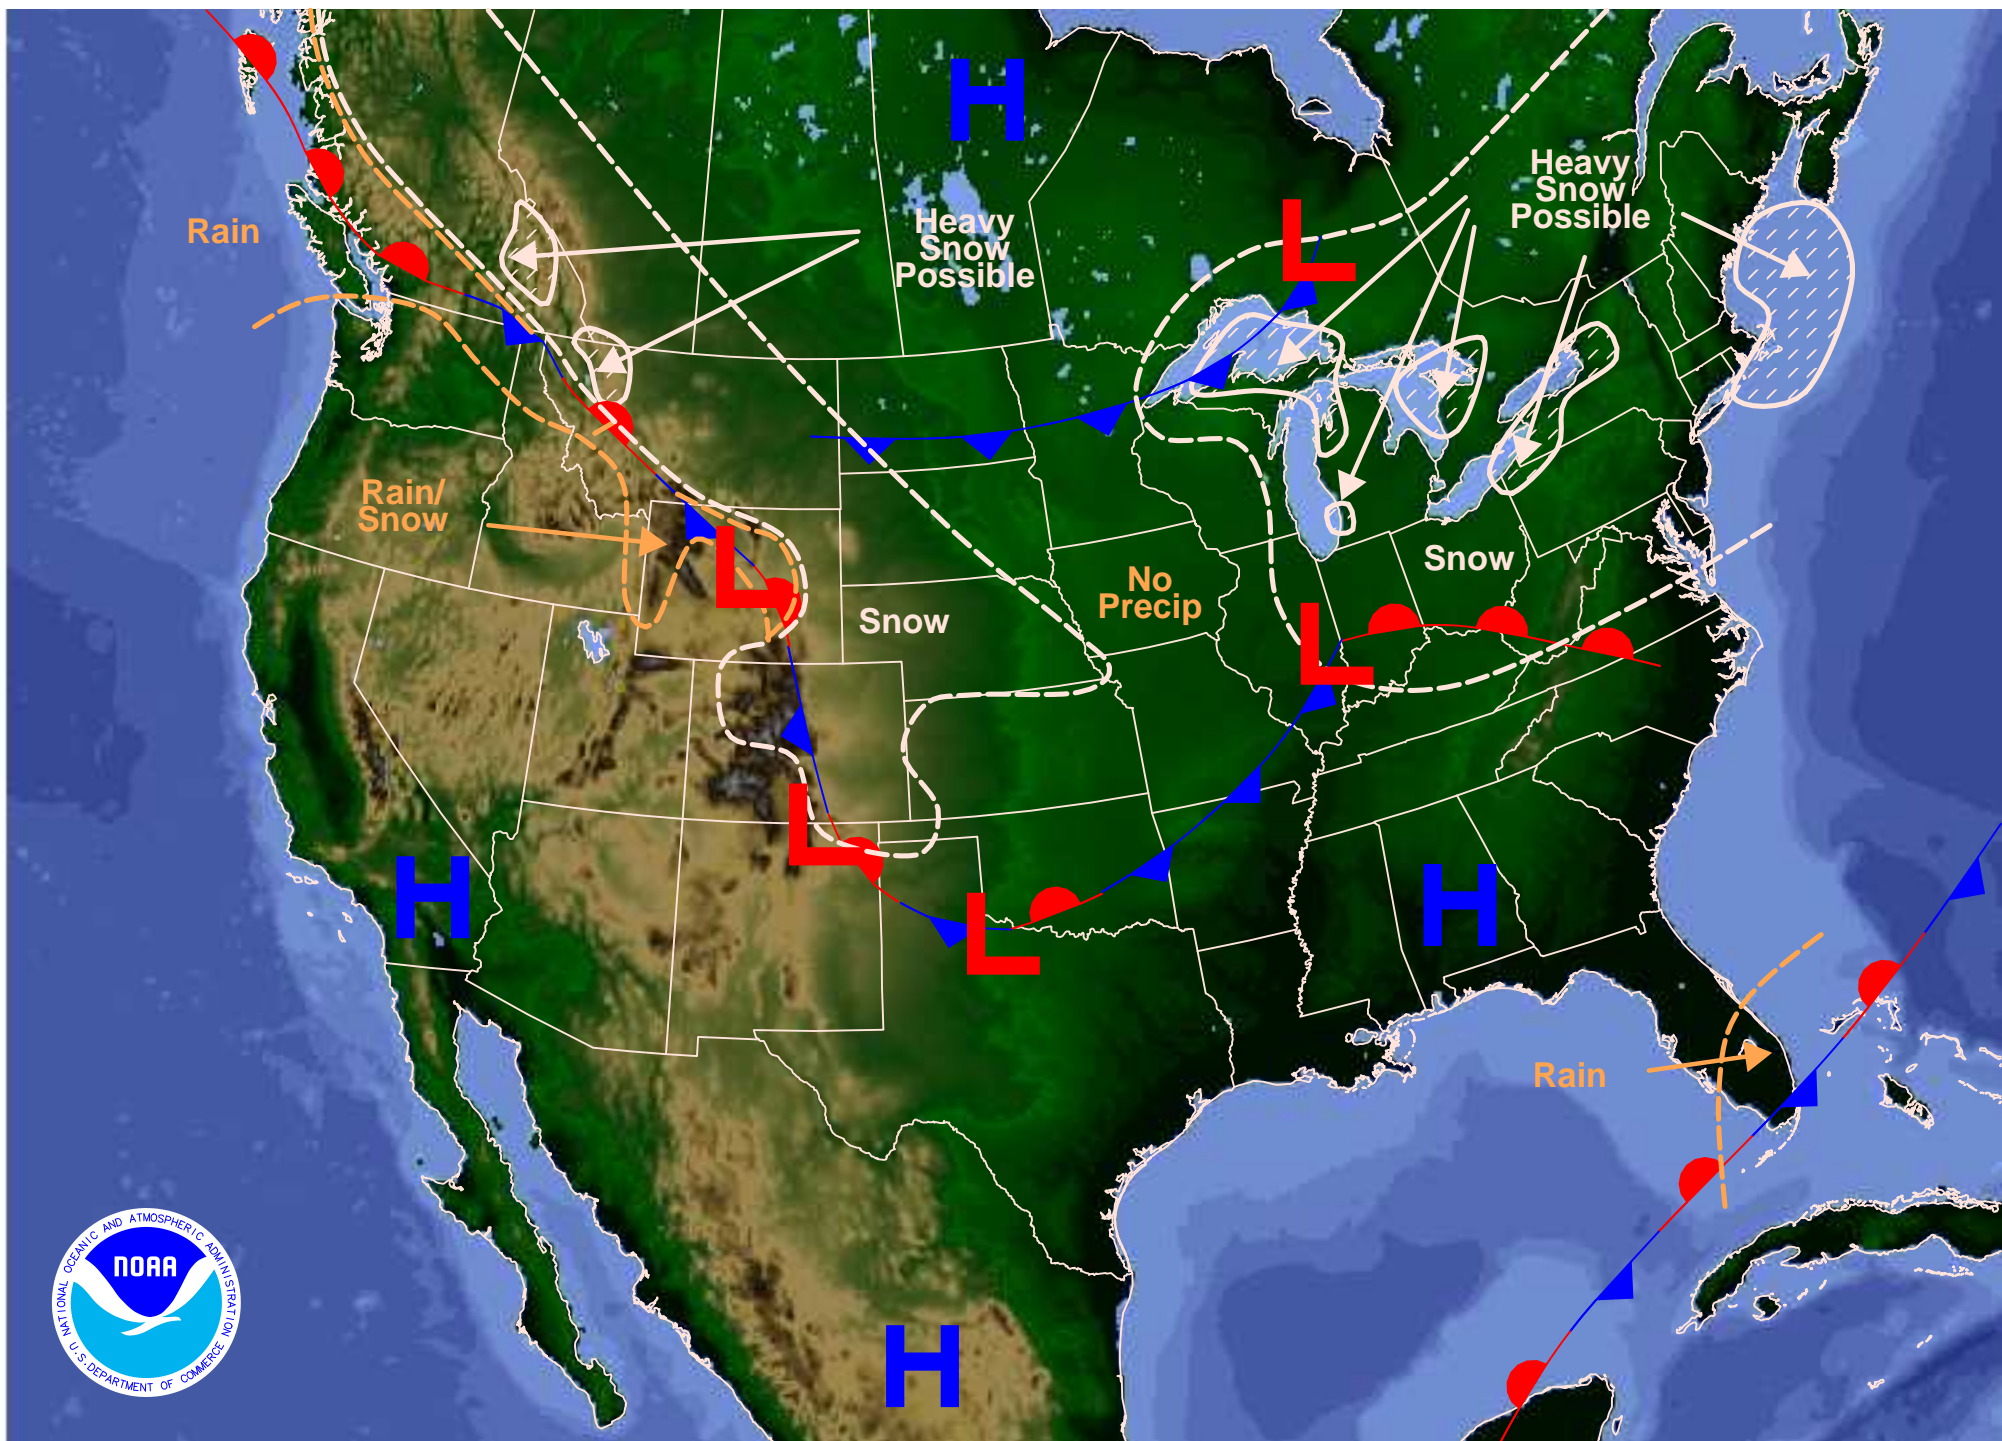 H
Heavy
Snow
Possible
L
Rain
Heavy
Snow
Possible
Rain/
Snow
L
No
Precip
Snow
Snow
L
L
H
H
L
Rain
H
NATIONAL OCEANIC AND ATMOSPHERIC ADMINISTRATION
NOAA
U.S. DEPARTMENT OF COMMERCE